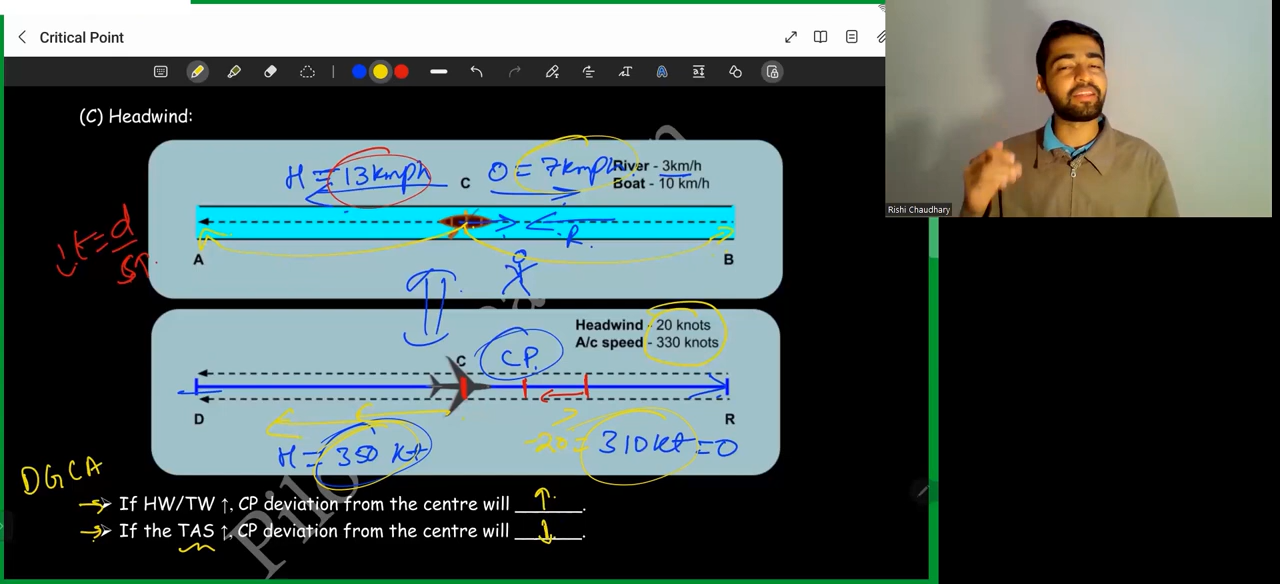 Critical Point
(C) Headwind:
H = 13 kmph
C
O = 7 kmph
River - 3km/h
Boat - 10 km/h
R.
A
B
t = d
sp.
Headwind - 20 knots
A/c speed - 330 knots
C
CP.
D
R
H = 350 Kt
-20 = 310 Kt = O
DGCA
If HW/TW ↑, CP deviation from the centre will ↑.
If the TAS ↑, CP deviation from the centre will ↓.
Rishi Chaudhary